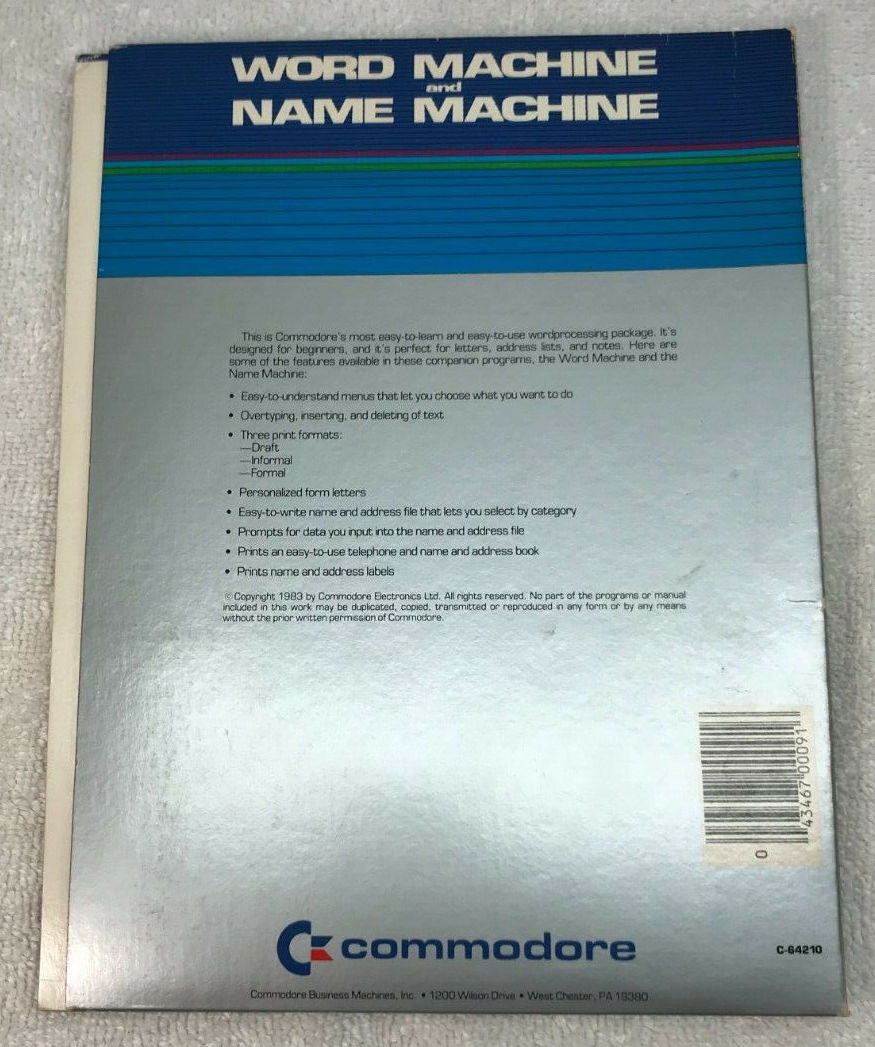 WORD MACHINE
and
NAME MACHINE
This is Commodore's most easy-to-learn and easy-to-use wordprocessing package. It's
designed for beginners, and it's perfect for letters, address lists, and notes. Here are
some of the features available in these companion programs, the Word Machine and the
Name Machine:
• Easy-to-understand menus that let you choose what you want to do
• Overtyping, inserting, and deleting of text
• Three print formats:
—Draft
—Informal
—Formal
• Personalized form letters
• Easy-to-write name and address file that lets you select by category
• Prompts for data you input into the name and address file
• Prints an easy-to-use telephone and name and address book
• Prints name and address labels
© Copyright 1983 by Commodore Electronics Ltd. All rights reserved. No part of the programs or manual
included in this work may be duplicated, copied, transmitted or reproduced in any form or by any means
without the prior written permission of Commodore.
0 43467 00091
commodore
C-64210
Commodore Business Machines, Inc. • 1200 Wilson Drive • West Chester, PA 19380